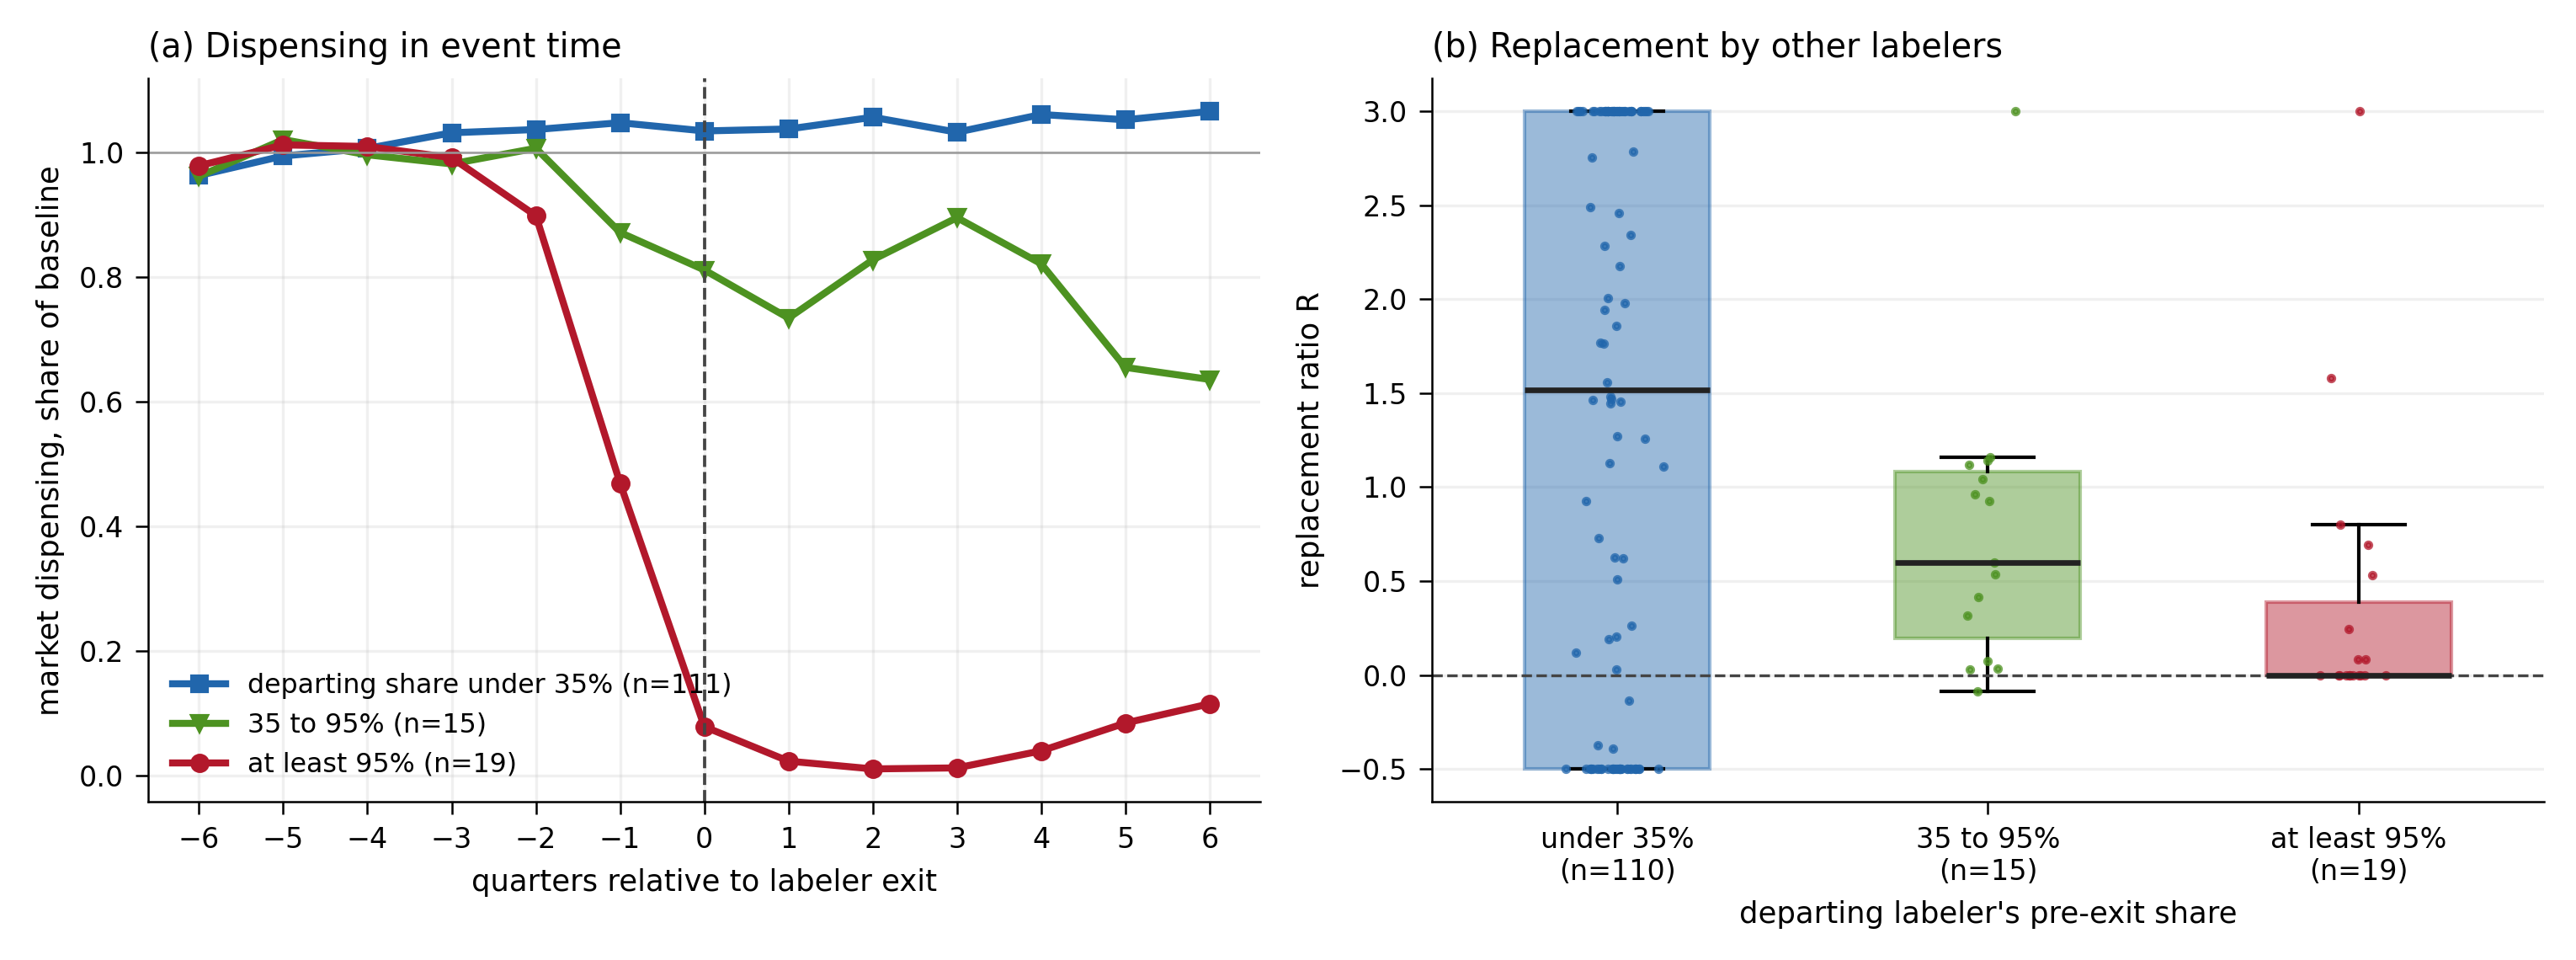 (a) Dispensing in event time
market dispensing, share of baseline
1.0
0.8
0.6
0.4
0.2
0.0
departing share under 35% (n=111)
35 to 95% (n=15)
at least 95% (n=19)
−6 −5 −4 −3 −2 −1 0 1 2 3 4 5 6
quarters relative to labeler exit
(b) Replacement by other labelers
replacement ratio R
3.0
2.5
2.0
1.5
1.0
0.5
0.0
−0.5
under 35% 35 to 95% at least 95%
(n=110) (n=15) (n=19)
departing labeler's pre-exit share